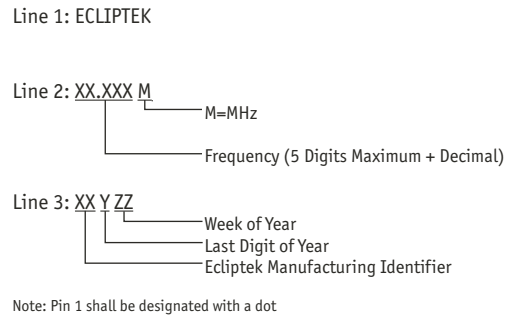 Line 1: ECLIPTEK
Line 2: XX.XXX M
M=MHz
Frequency (5 Digits Maximum + Decimal)
Line 3: XX Y ZZ
Week of Year
Last Digit of Year
Ecliptek Manufacturing Identifier
Note: Pin 1 shall be designated with a dot